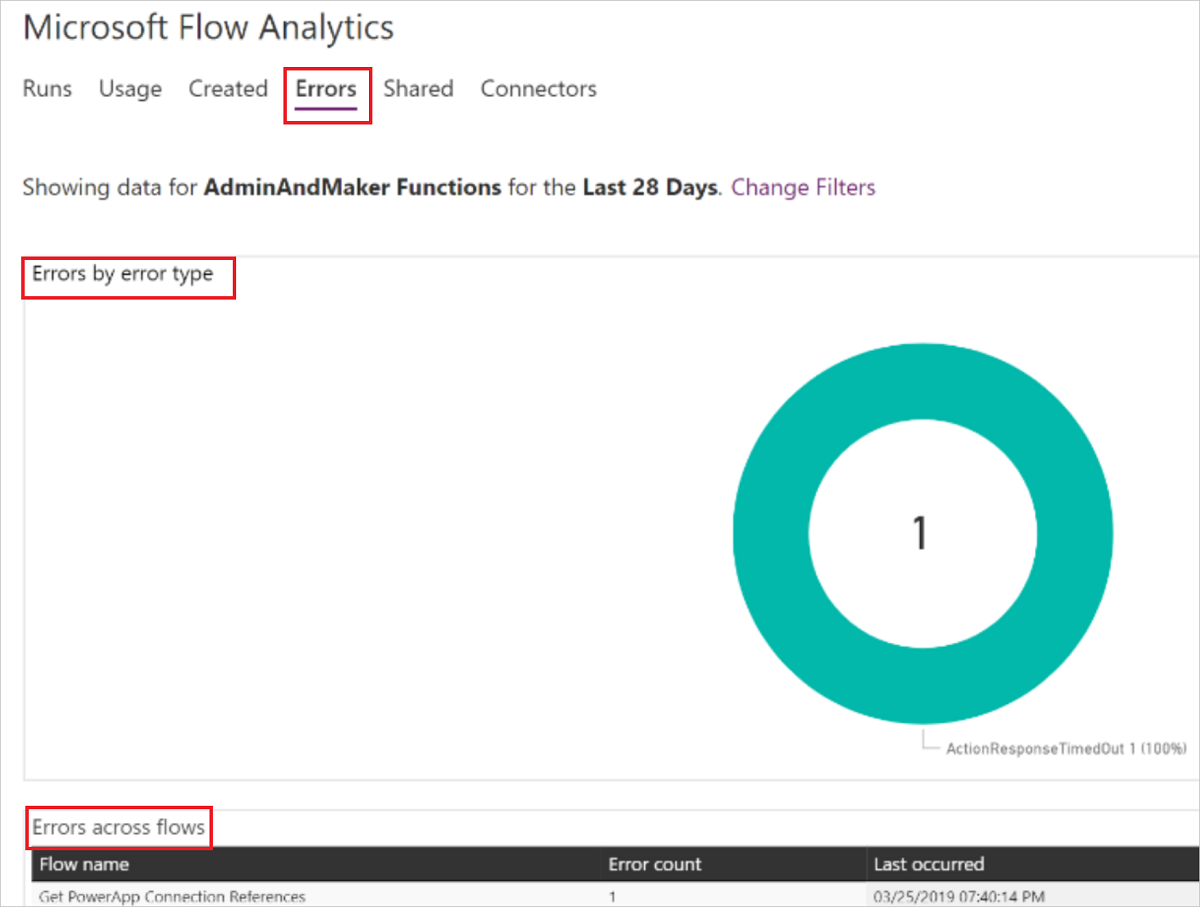 Microsoft Flow Analytics
Runs Usage Created Errors Shared Connectors
Showing data for AdminAndMaker Functions for the Last 28 Days. Change Filters
Errors by error type
1
ActionResponseTimedOut 1 (100%)
Errors across flows
Flow name Error count Last occurred
Get PowerApp Connection References 1 03/25/2019 07:40:14 PM